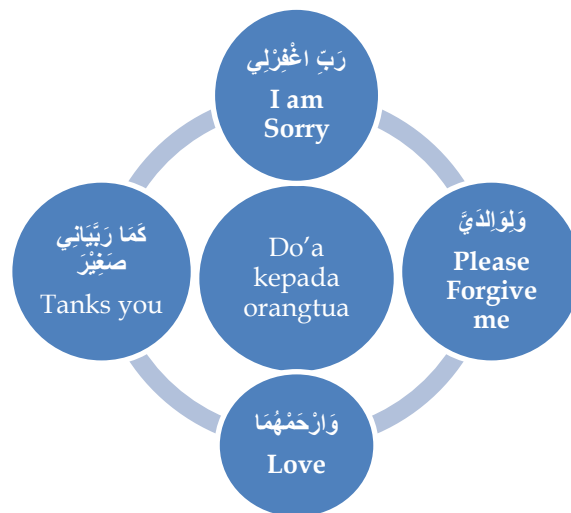 رَبِّ اغْفِرْلِي
I am
Sorry
وَلِوَالِدَيَّ
Please
Forgive
me
Do’a
kepada
orangtua
كَمَا رَبَّيَانِي
صَغِيْرَ
Tanks you
وَارْحَمْهُمَا
Love